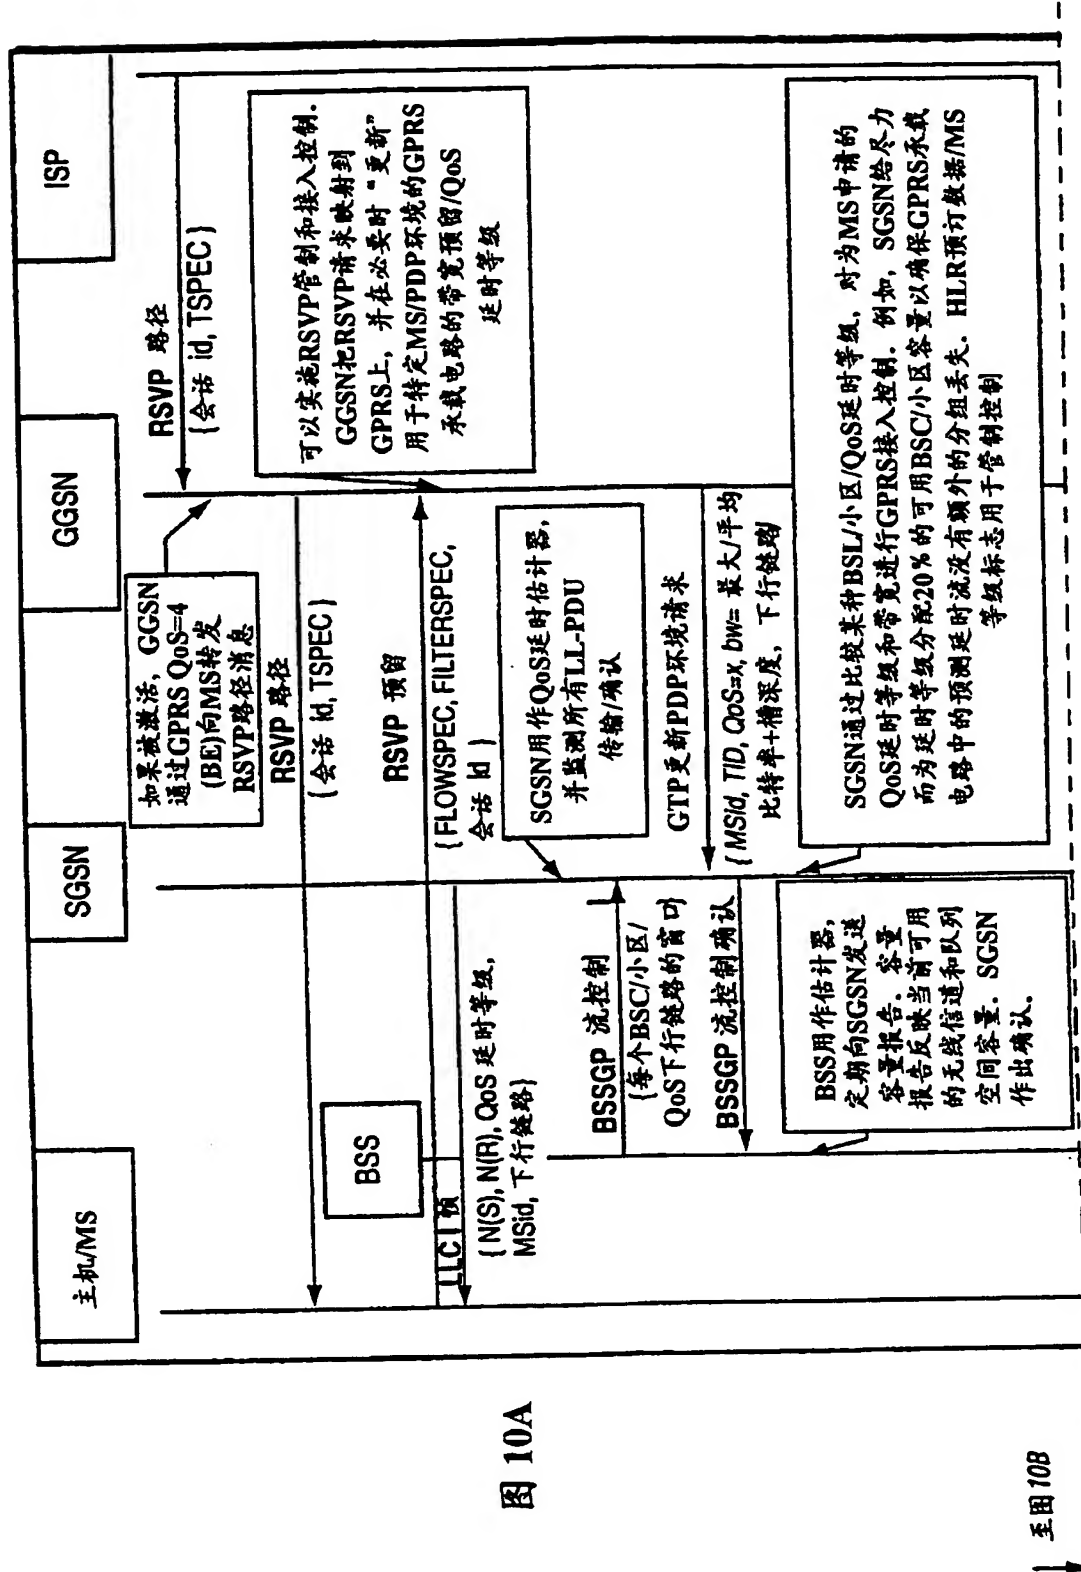 主机/MS
SGSN
GGSN
ISP
BSS
如果被激活, GGSN
通过GPRS QoS=4
(BE)向MS转发
RSVP路径消息
RSVP 路径
{会话 id, TSPEC}
RSVP 路径
{会话 id, TSPEC}
可以实施RSVP管制和接入控制.
GGSN把RSVP请求映射到
GPRS上, 并在必要时“更新”
用于特定MS/PDP环境的GPRS
承载电路的带宽预留/QoS
延时等级
RSVP 预留
{FLOWSPEC, FILTERSPEC,
会话 id}
LLC I 帧
{N(S), N(R), QoS 延时等级,
MSid, 下行链路}
SGSN用作QoS延时估计器,
并监测所有LL-PDU
传输/确认
BSSGP 流控制
{每个BSC/小区/
QoS下行链路的窗口}
GTP更新PDP环境请求
{MSid, TID, QoS=x, bw= 最大/平均
比特率+槽深度, 下行链路}
BSSGP 流控制确认
BSS用作估计器,
定期向SGSN发送
容量报告. 容量
报告反映当前可用
的无线信道和队列
空间容量. SGSN
作出确认.
SGSN通过比较某种BSL/小区/QoS延时等级, 对为MS申请的
QoS延时等级和带宽进行GPRS接入控制. 例如, SGSN给尽力
而为延时等级分配20%的可用BSC/小区容量以确保GPRS承载
电路中的预测延时流没有额外的分组丢失. HLR预订数据/MS
等级标志用于管制控制
图 10A
至图10B